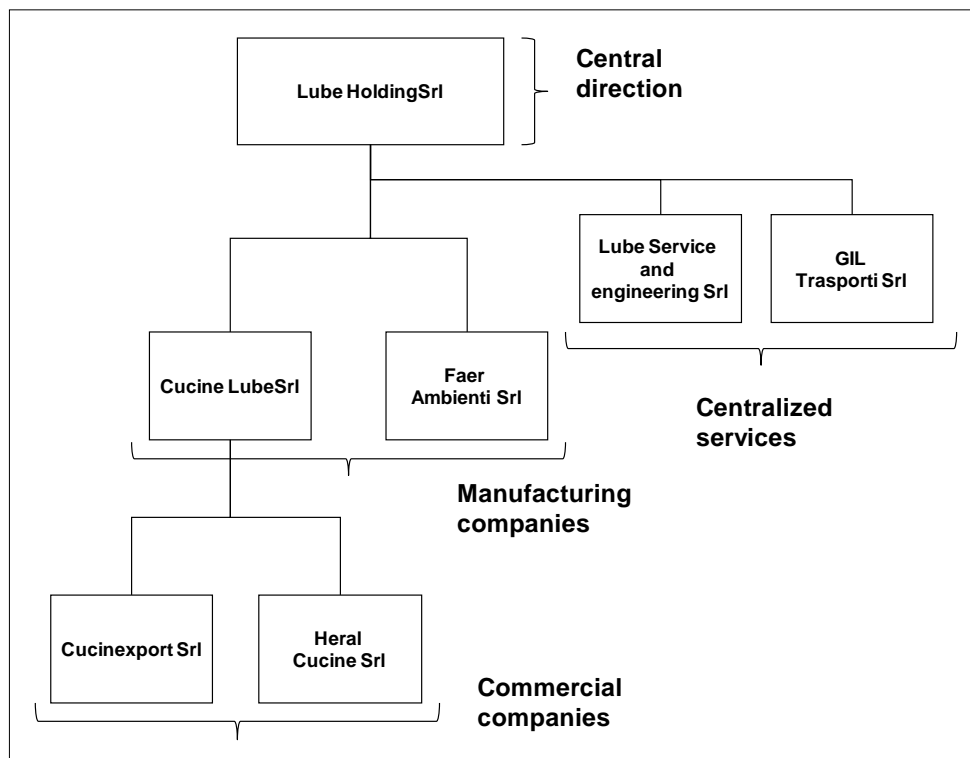 Lube HoldingSrl
Central
direction
Lube Service
and
engineering Srl
GIL
Trasporti Srl
Cucine LubeSrl
Faer
Ambienti Srl
Centralized
services
Manufacturing
companies
Cucinexport Srl
Heral
Cucine Srl
Commercial
companies